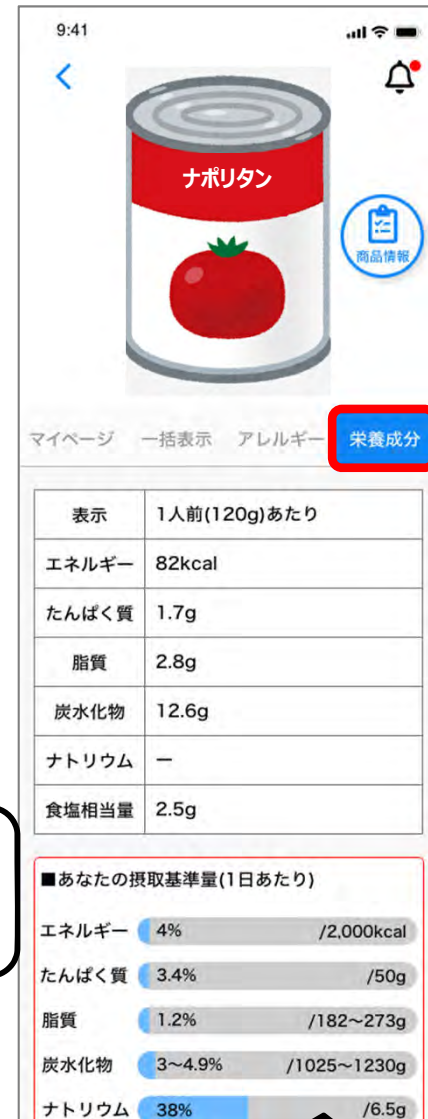 9:41
ナポリタン
商品情報
マイページ 一括表示 アレルギー 栄養成分
表示 1人前(120g)あたり
エネルギー 82kcal
たんぱく質 1.7g
脂質 2.8g
炭水化物 12.6g
ナトリウム ー
食塩相当量 2.5g
■あなたの摂取基準量(1日あたり)
エネルギー 4% /2,000kcal
たんぱく質 3.4% /50g
脂質 1.2% /182～273g
炭水化物 3～4.9% /1025～1230g
ナトリウム 38% /6.5g